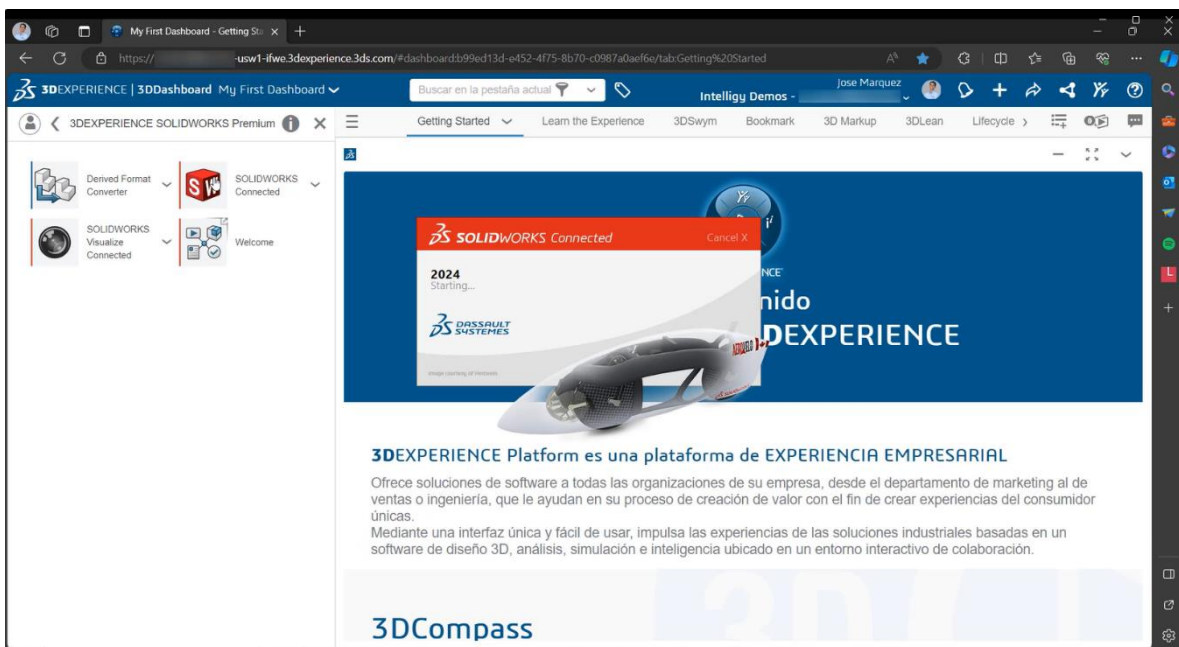 My First Dashboard - Getting Sta
https://
-usw1-ifwe.3dexperience.3ds.com/#dashboard:b99ed13d-e452-4f75-8b70-c0987a0aef6e/tab:Getting%20Started
3DEXPERIENCE | 3DDashboard My First Dashboard
Buscar en la pestaña actual
Intelligy Demos -
Jose Marquez
3DEXPERIENCE SOLIDWORKS Premium
Getting Started
Learn the Experience
3DSwym
Bookmark
3D Markup
3DLean
Lifecycle
Derived Format
Converter
SOLIDWORKS
Connected
SOLIDWORKS
Visualize
Connected
Welcome
SOLIDWORKS Connected
Cancel X
2024
Starting...
DASSAULT
SYSTEMES
NCE
nido
DEXPERIENCE
3DEXPERIENCE Platform es una plataforma de EXPERIENCIA EMPRESARIAL
Ofrece soluciones de software a todas las organizaciones de su empresa, desde el departamento de marketing al de
ventas o ingeniería, que le ayudan en su proceso de creación de valor con el fin de crear experiencias del consumidor
únicas.
Mediante una interfaz única y fácil de usar, impulsa las experiencias de las soluciones industriales basadas en un
software de diseño 3D, análisis, simulación e inteligencia ubicado en un entorno interactivo de colaboración.
3DCompass